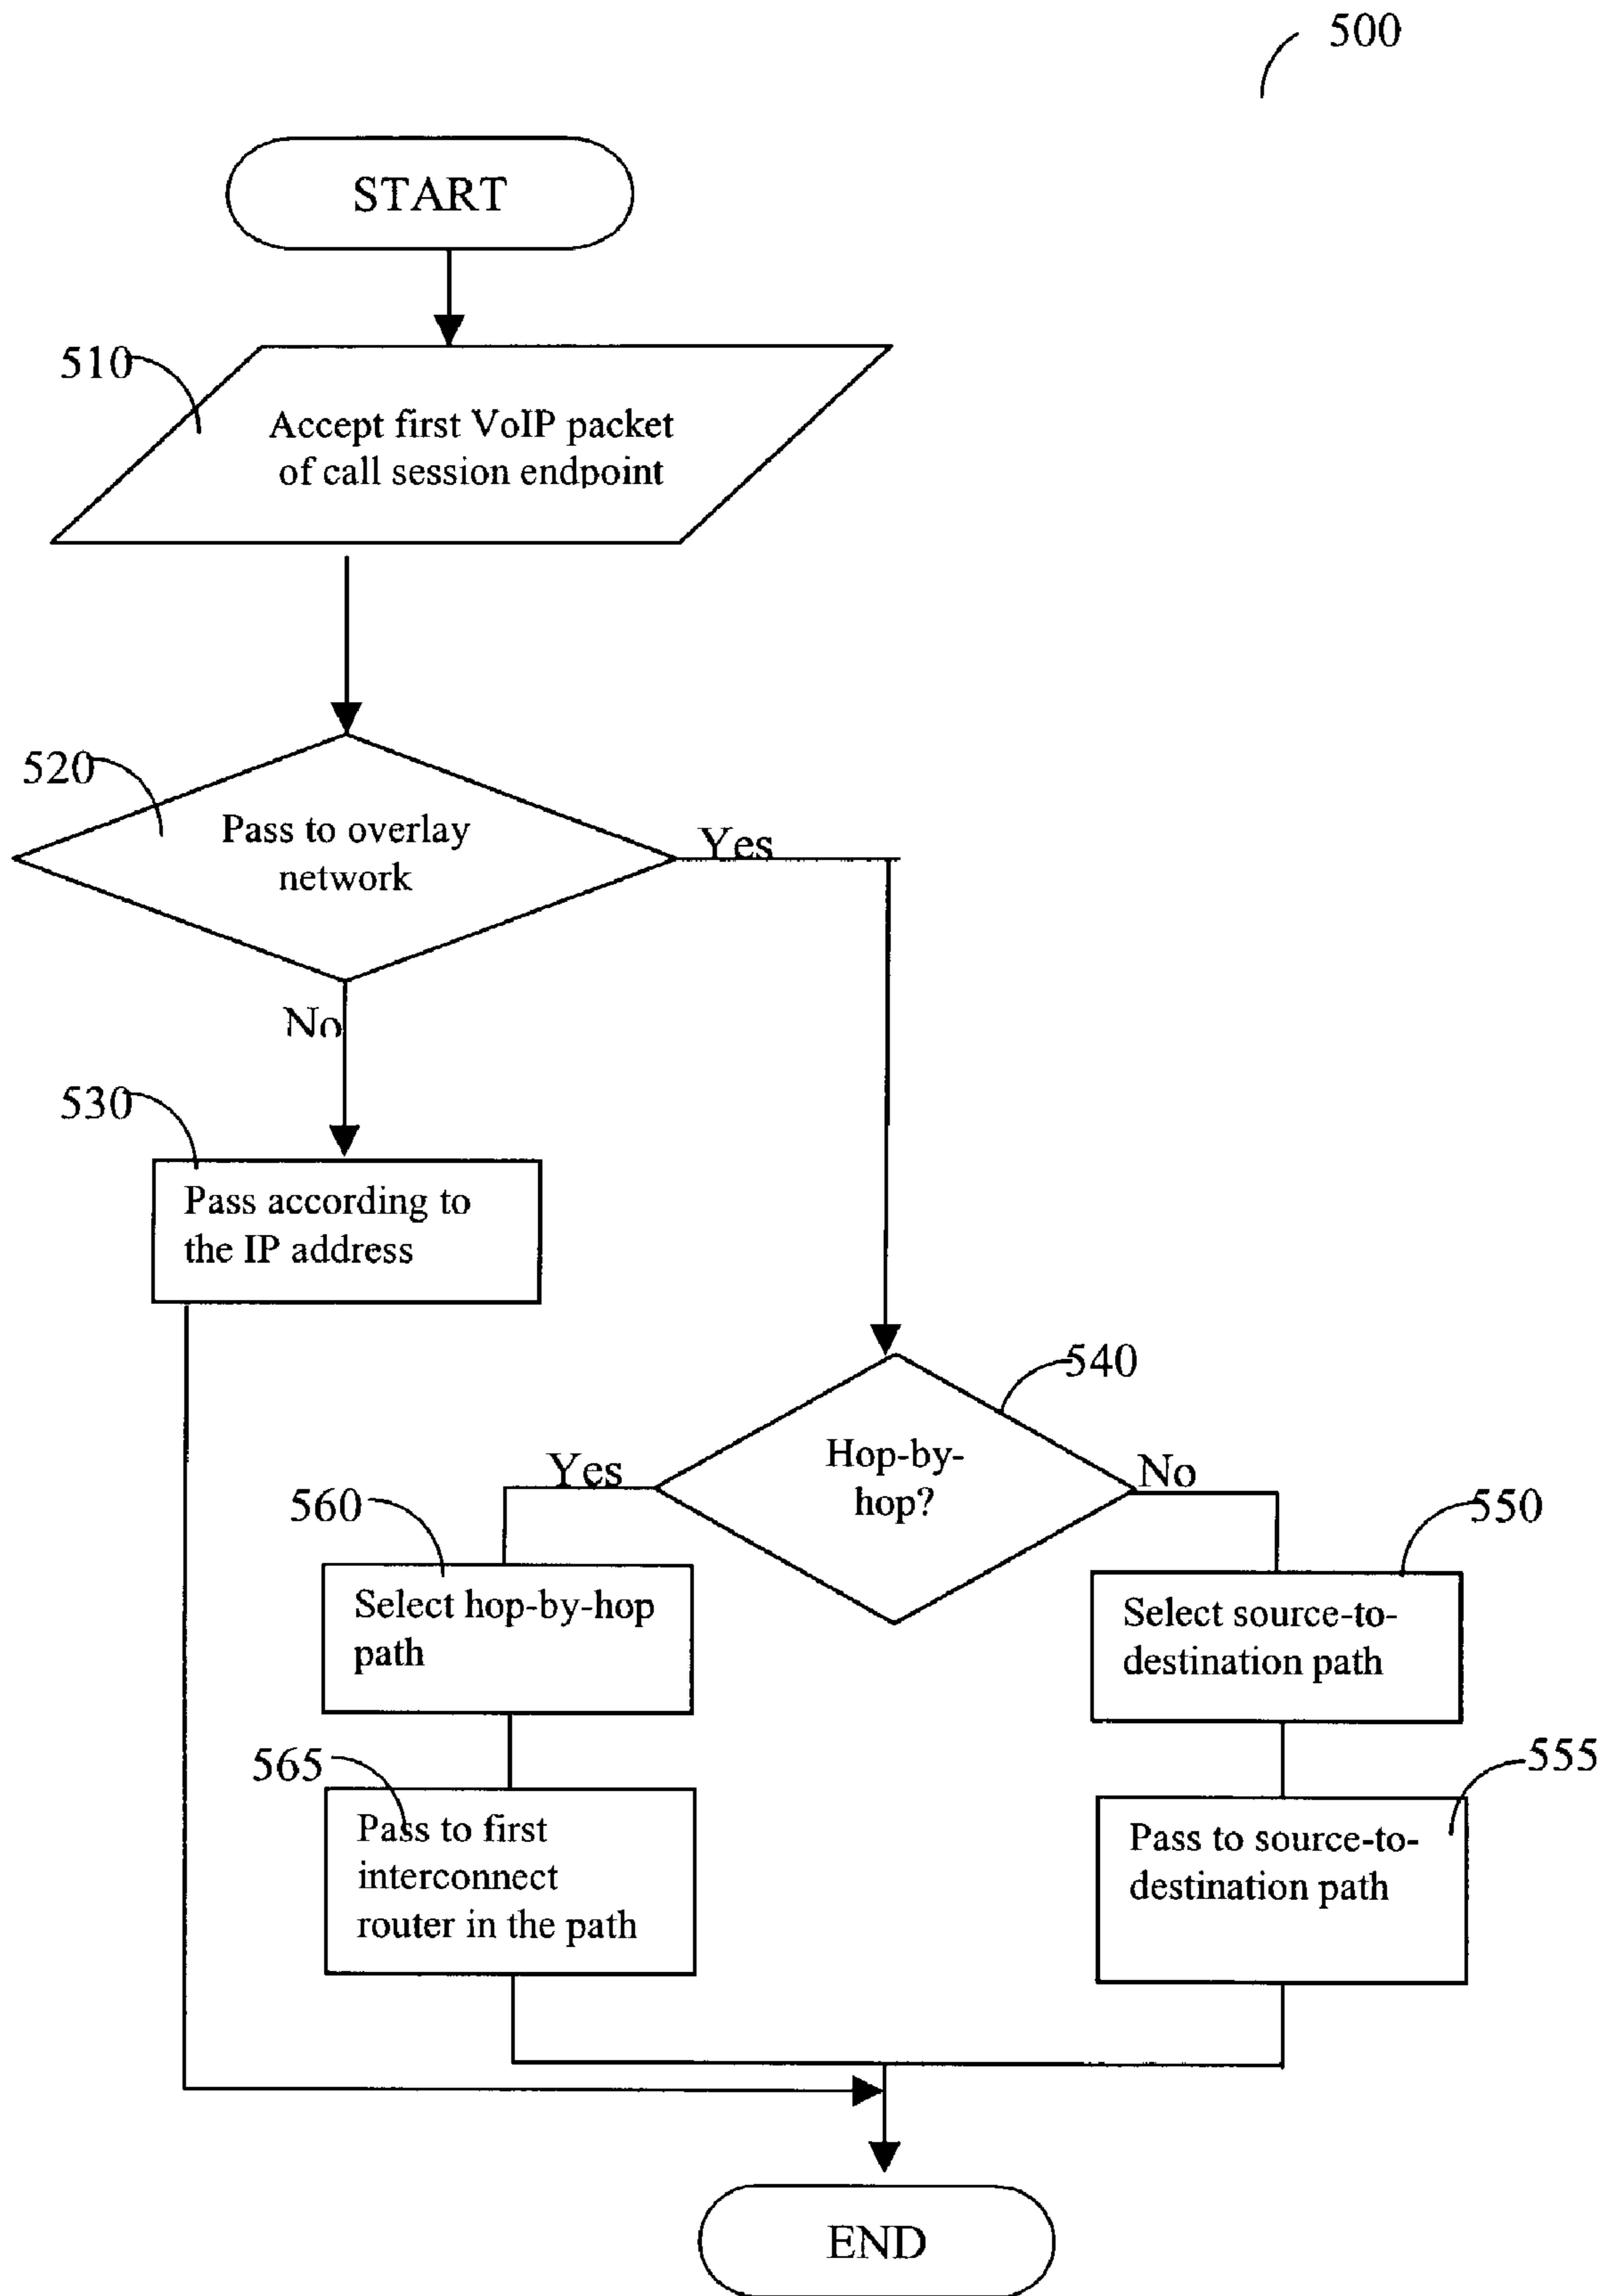 500
START
510
Accept first VoIP packet
of call session endpoint
520
Pass to overlay
network
Yes
No
530
Pass according to
the IP address
540
Hop-by-
hop?
Yes
No
560
Select hop-by-hop
path
550
Select source-to-
destination path
565
Pass to first
interconnect
router in the path
555
Pass to source-to-
destination path
END